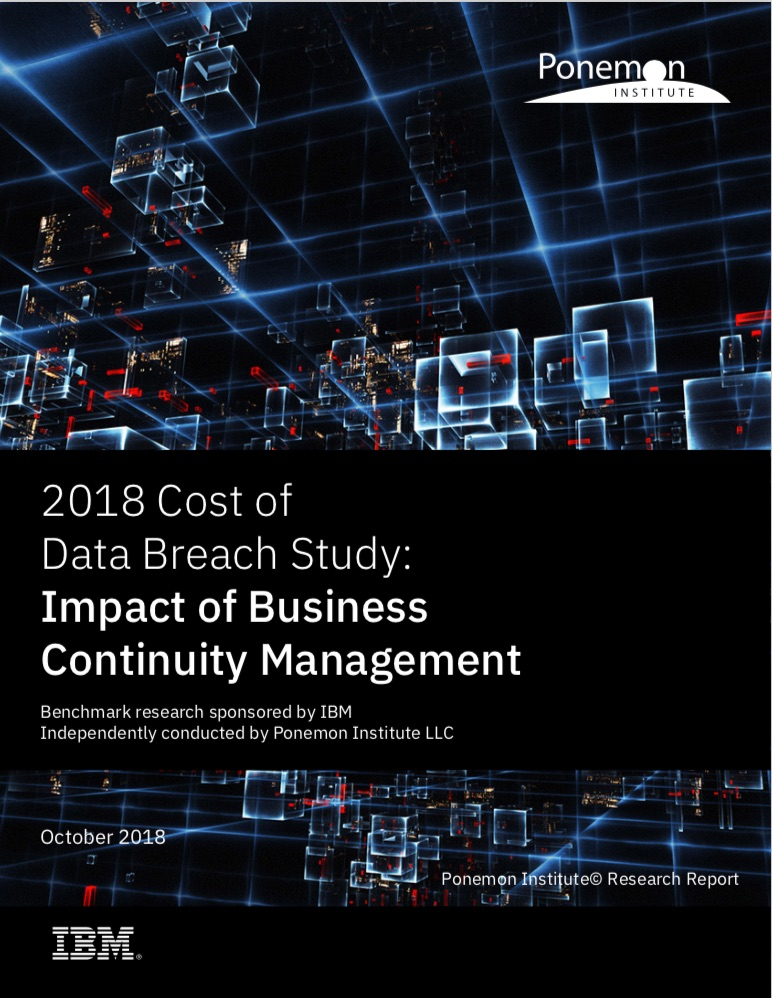 Ponemon
INSTITUTE
2018 Cost of
Data Breach Study:
Impact of Business
Continuity Management
Benchmark research sponsored by IBM
Independently conducted by Ponemon Institute LLC
October 2018
Ponemon Institute© Research Report
IBM®